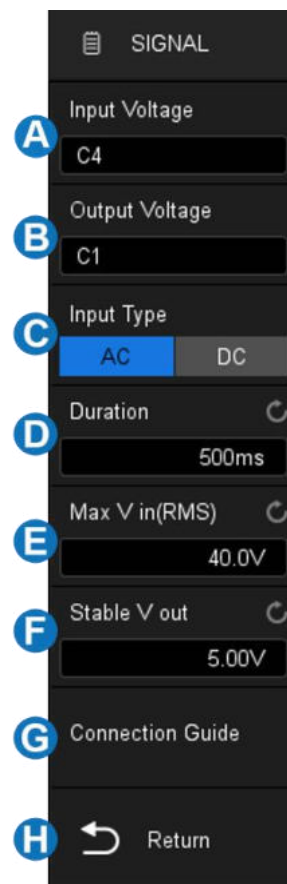 SIGNAL
Input Voltage
A
C4
Output Voltage
B
C1
Input Type
C
AC DC
Duration
D
500ms
Max V in(RMS)
E
40.0V
Stable V out
F
5.00V
G Connection Guide
H Return